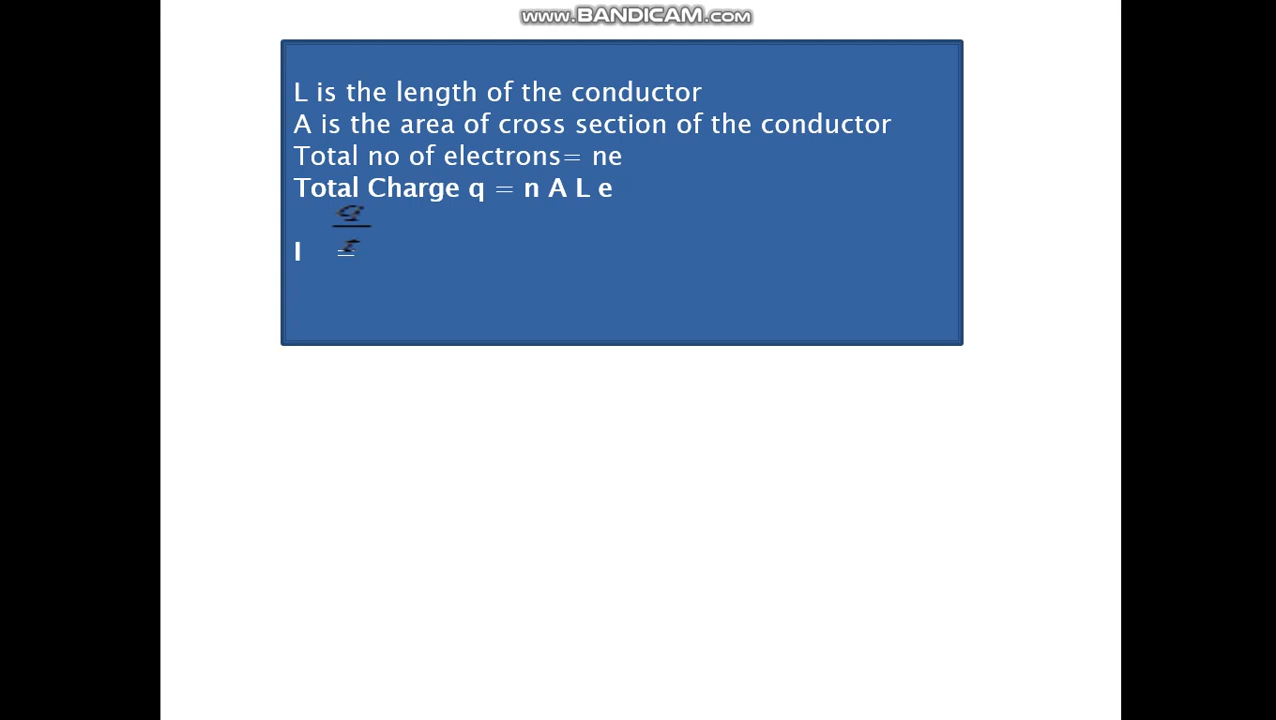 www.BANDICAM.com
L is the length of the conductor
A is the area of cross section of the conductor
Total no of electrons= ne
Total Charge q = n A L e
q
I =